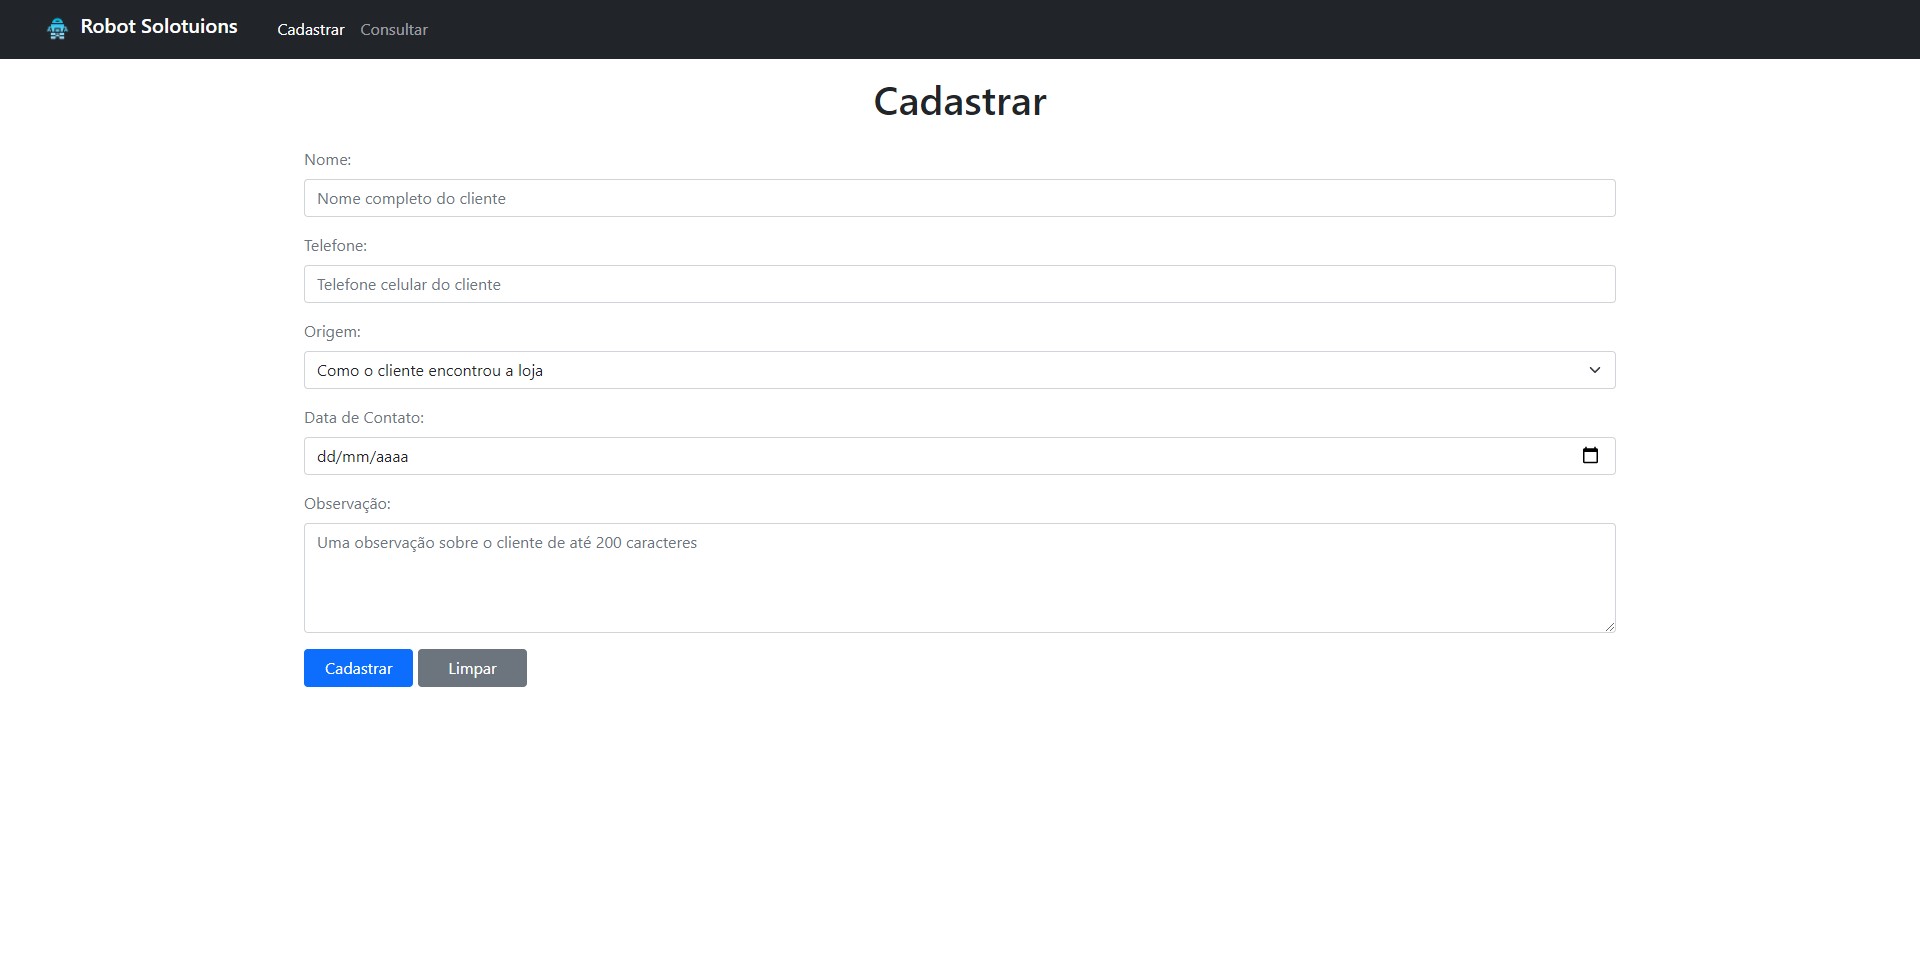 Robot Solotuions Cadastrar Consultar
Cadastrar
Nome:
Nome completo do cliente
Telefone:
Telefone celular do cliente
Origem:
Como o cliente encontrou a loja
Data de Contato:
dd/mm/aaaa
Observação:
Uma observação sobre o cliente de até 200 caracteres
Cadastrar Limpar